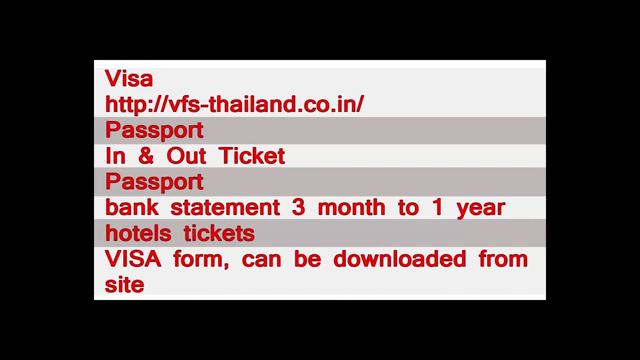 Visa
http://vfs-thailand.co.in/
Passport
In & Out Ticket
Passport
bank statement 3 month to 1 year
hotels tickets
VISA form, can be downloaded from
site